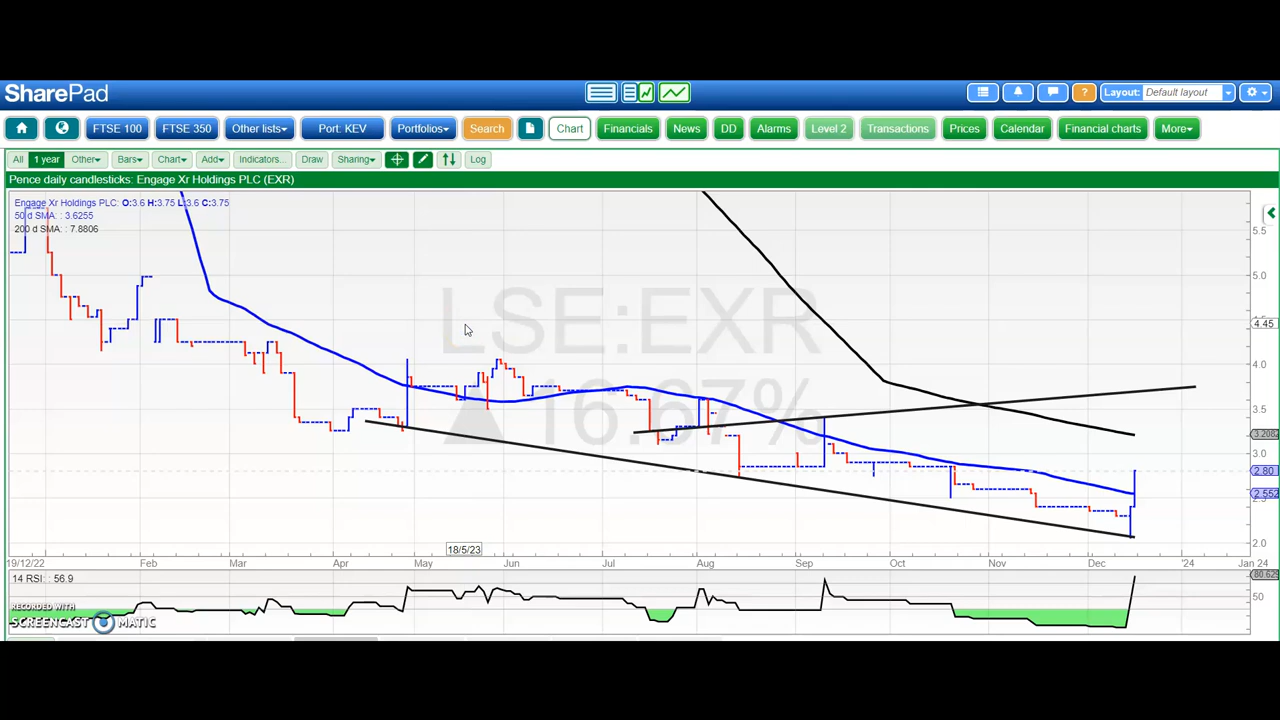 SharePad
Layout: Default layout
FTSE 100 FTSE 350 Other lists Port: KEV Portfolios Search Chart Financials News DD Alarms Level 2 Transactions Prices Calendar Financial charts More
All 1 year Other Bars Chart Add Indicators... Draw Sharing Log
Pence daily candlesticks: Engage Xr Holdings PLC (EXR)
Engage Xr Holdings PLC: O:3.6 H:3.75 L:3.6 C:3.75
50 d SMA: : 3.6255
200 d SMA: : 7.8806
LSE:EXR
16.67%
5.5
5.0
4.45
4.0
3.5
3.208
3.0
2.80
2.552
2.0
18/5/23
19/12/22 Feb Mar Apr May Jun Jul Aug Sep Oct Nov Dec '24 Jan 24
14 RSI: : 56.9
80.629
50
RECORDED WITH
SCREENCAST MATIC